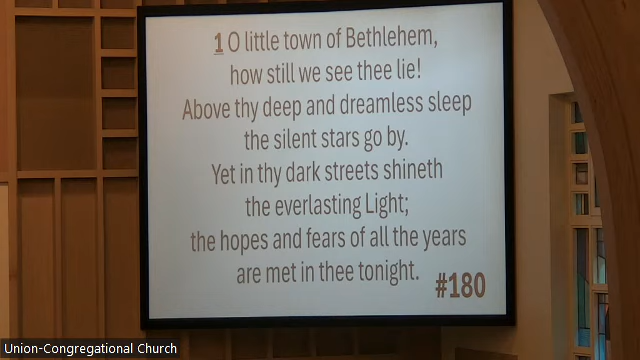 1 O little town of Bethlehem,
how still we see thee lie!
Above thy deep and dreamless sleep
the silent stars go by.
Yet in thy dark streets shineth
the everlasting Light;
the hopes and fears of all the years
are met in thee tonight.
#180
Union-Congregational Church